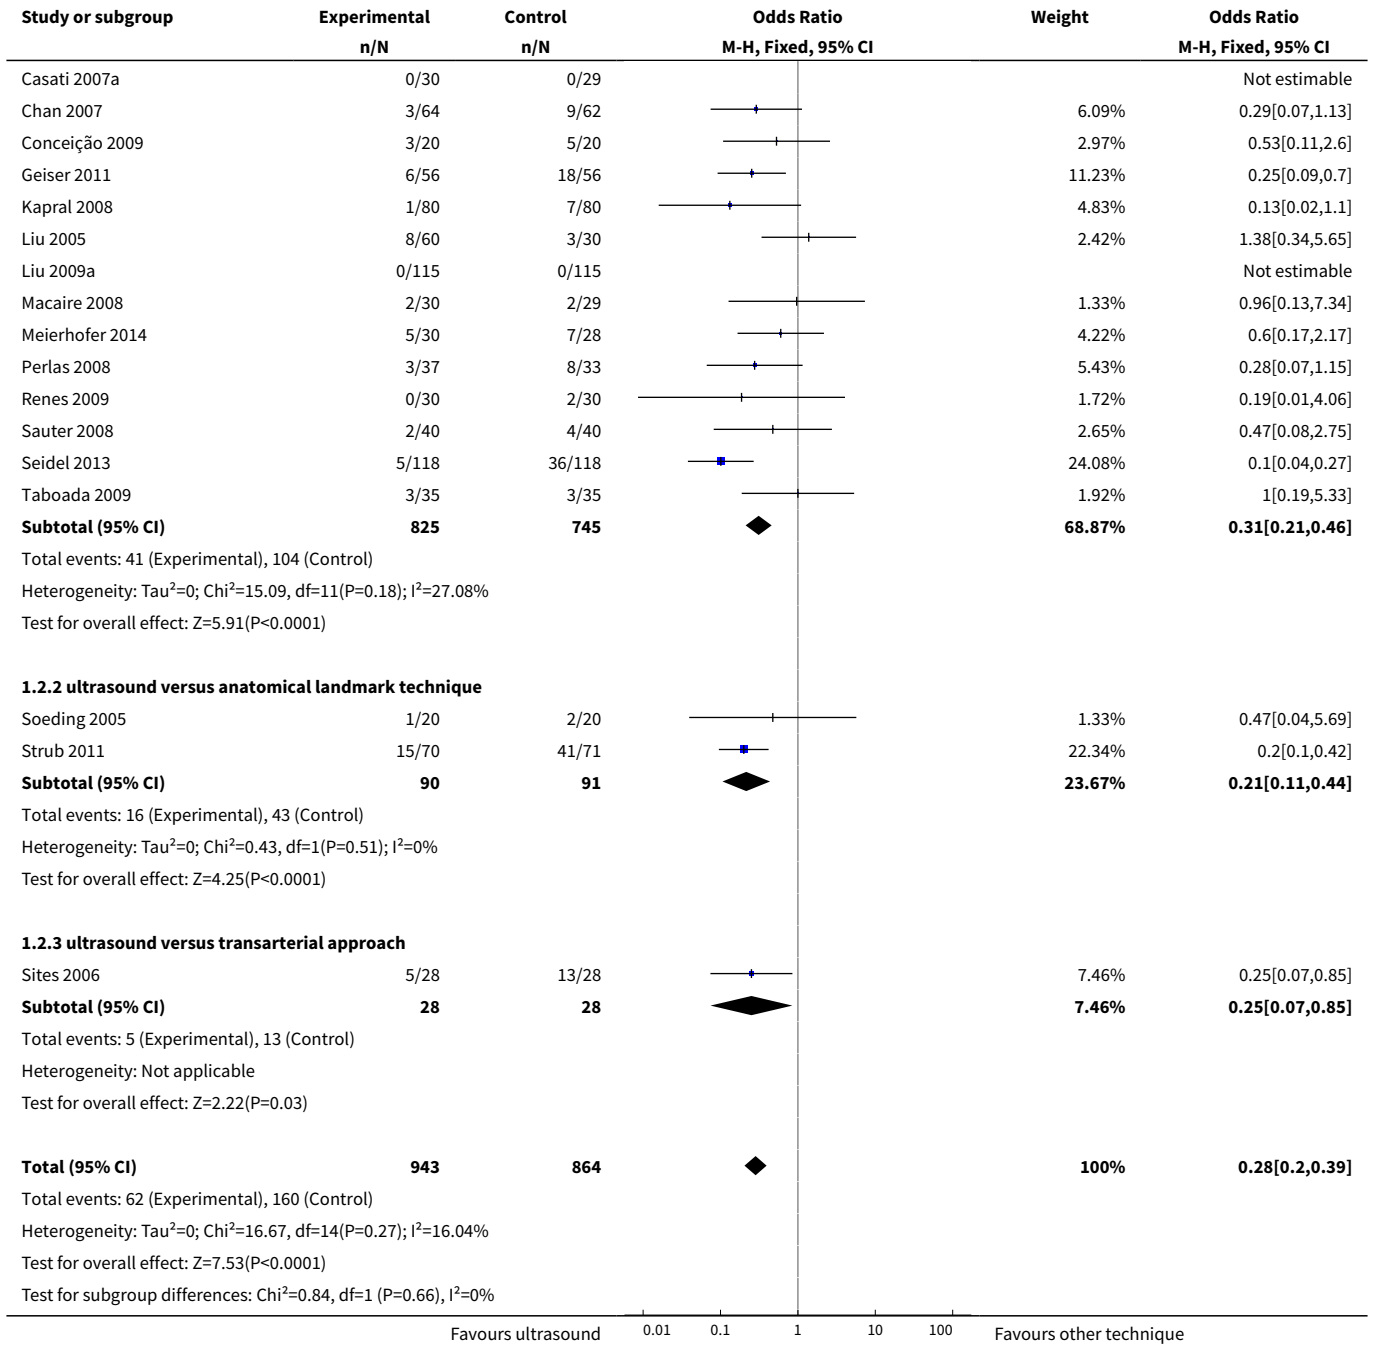 Study or subgroup Experimental Control Odds Ratio Weight Odds Ratio
n/N n/N M-H, Fixed, 95% CI M-H, Fixed, 95% CI
Casati 2007a 0/30 0/29 Not estimable
Chan 2007 3/64 9/62 6.09% 0.29[0.07,1.13]
Conceição 2009 3/20 5/20 2.97% 0.53[0.11,2.6]
Geiser 2011 6/56 18/56 11.23% 0.25[0.09,0.7]
Kapral 2008 1/80 7/80 4.83% 0.13[0.02,1.1]
Liu 2005 8/60 3/30 2.42% 1.38[0.34,5.65]
Liu 2009a 0/115 0/115 Not estimable
Macaire 2008 2/30 2/29 1.33% 0.96[0.13,7.34]
Meierhofer 2014 5/30 7/28 4.22% 0.6[0.17,2.17]
Perlas 2008 3/37 8/33 5.43% 0.28[0.07,1.15]
Renes 2009 0/30 2/30 1.72% 0.19[0.01,4.06]
Sauter 2008 2/40 4/40 2.65% 0.47[0.08,2.75]
Seidel 2013 5/118 36/118 24.08% 0.1[0.04,0.27]
Taboada 2009 3/35 3/35 1.92% 1[0.19,5.33]
Subtotal (95% CI) 825 745 68.87% 0.31[0.21,0.46]
Total events: 41 (Experimental), 104 (Control)
Heterogeneity: Tau²=0; Chi²=15.09, df=11(P=0.18); I²=27.08%
Test for overall effect: Z=5.91(P<0.0001)
1.2.2 ultrasound versus anatomical landmark technique
Soeding 2005 1/20 2/20 1.33% 0.47[0.04,5.69]
Strub 2011 15/70 41/71 22.34% 0.2[0.1,0.42]
Subtotal (95% CI) 90 91 23.67% 0.21[0.11,0.44]
Total events: 16 (Experimental), 43 (Control)
Heterogeneity: Tau²=0; Chi²=0.43, df=1(P=0.51); I²=0%
Test for overall effect: Z=4.25(P<0.0001)
1.2.3 ultrasound versus transarterial approach
Sites 2006 5/28 13/28 7.46% 0.25[0.07,0.85]
Subtotal (95% CI) 28 28 7.46% 0.25[0.07,0.85]
Total events: 5 (Experimental), 13 (Control)
Heterogeneity: Not applicable
Test for overall effect: Z=2.22(P=0.03)
Total (95% CI) 943 864 100% 0.28[0.2,0.39]
Total events: 62 (Experimental), 160 (Control)
Heterogeneity: Tau²=0; Chi²=16.67, df=14(P=0.27); I²=16.04%
Test for overall effect: Z=7.53(P<0.0001)
Test for subgroup differences: Chi²=0.84, df=1 (P=0.66), I²=0%
Favours ultrasound 0.01 0.1 1 10 100 Favours other technique